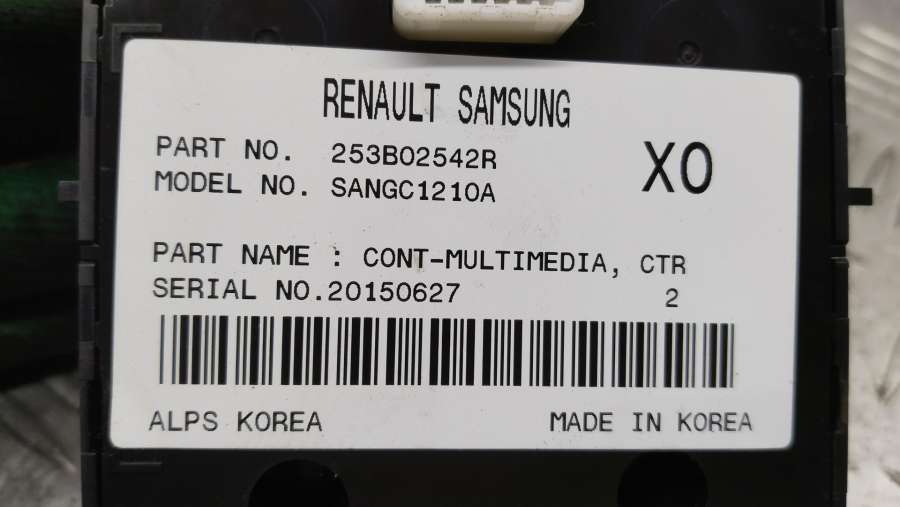 RENAULT SAMSUNG
PART NO. 253B02542R
XO
MODEL NO. SANGC1210A
PART NAME : CONT-MULTIMEDIA, CTR
SERIAL NO.20150627 2
ALPS KOREA
MADE IN KOREA